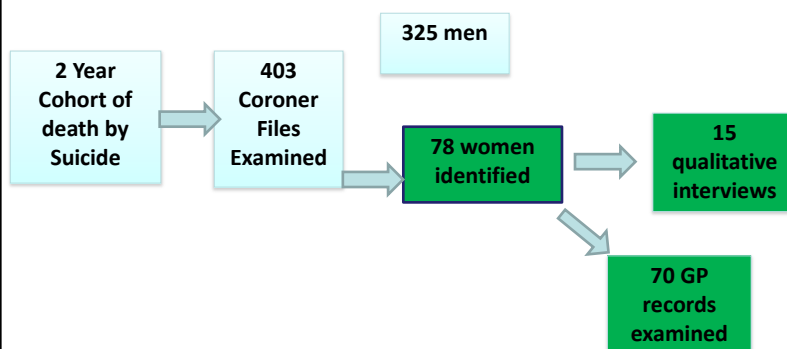 2 Year
Cohort of
death by
Suicide
403
Coroner
Files
Examined
325 men
78 women
identified
15
qualitative
interviews
70 GP
records
examined